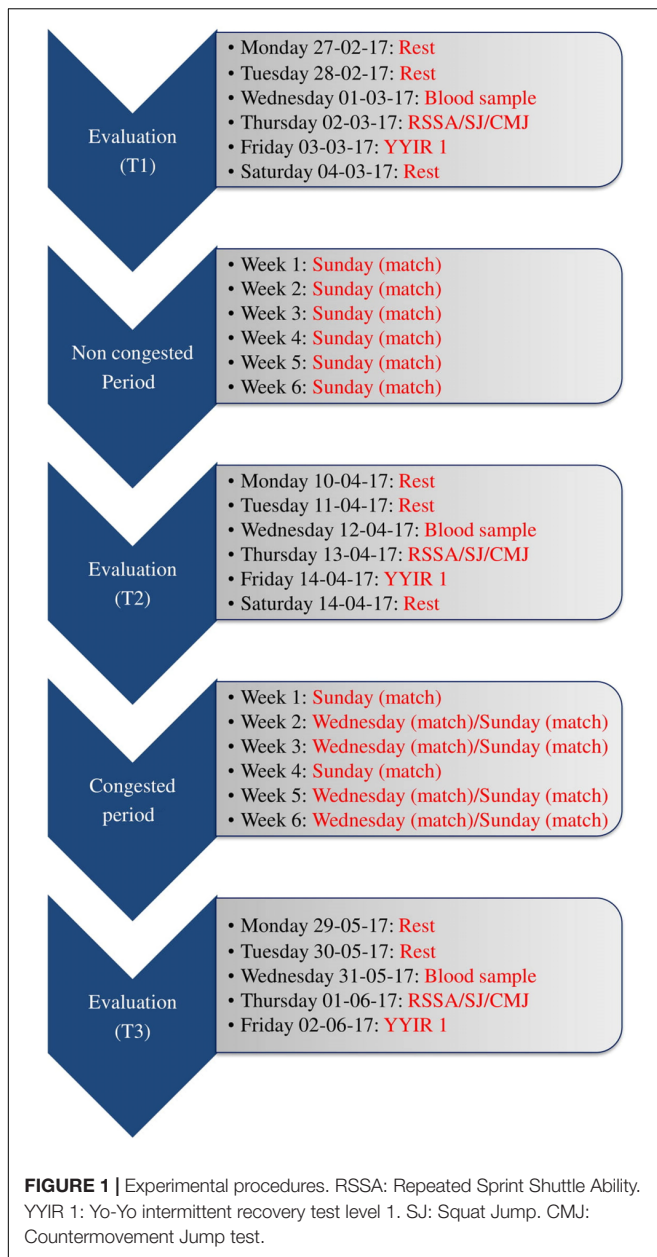 Evaluation
(T1)
• Monday 27-02-17: Rest
• Tuesday 28-02-17: Rest
• Wednesday 01-03-17: Blood sample
• Thursday 02-03-17: RSSA/SJ/CMJ
• Friday 03-03-17: YYIR 1
• Saturday 04-03-17: Rest
Non congested
Period
• Week 1: Sunday (match)
• Week 2: Sunday (match)
• Week 3: Sunday (match)
• Week 4: Sunday (match)
• Week 5: Sunday (match)
• Week 6: Sunday (match)
Evaluation
(T2)
• Monday 10-04-17: Rest
• Tuesday 11-04-17: Rest
• Wednesday 12-04-17: Blood sample
• Thursday 13-04-17: RSSA/SJ/CMJ
• Friday 14-04-17: YYIR 1
• Saturday 14-04-17: Rest
Congested
period
• Week 1: Sunday (match)
• Week 2: Wednesday (match)/Sunday (match)
• Week 3: Wednesday (match)/Sunday (match)
• Week 4: Sunday (match)
• Week 5: Wednesday (match)/Sunday (match)
• Week 6: Wednesday (match)/Sunday (match)
Evaluation
(T3)
• Monday 29-05-17: Rest
• Tuesday 30-05-17: Rest
• Wednesday 31-05-17: Blood sample
• Thursday 01-06-17: RSSA/SJ/CMJ
• Friday 02-06-17: YYIR 1
FIGURE 1 | Experimental procedures. RSSA: Repeated Sprint Shuttle Ability.
YYIR 1: Yo-Yo intermittent recovery test level 1. SJ: Squat Jump. CMJ:
Countermovement Jump test.